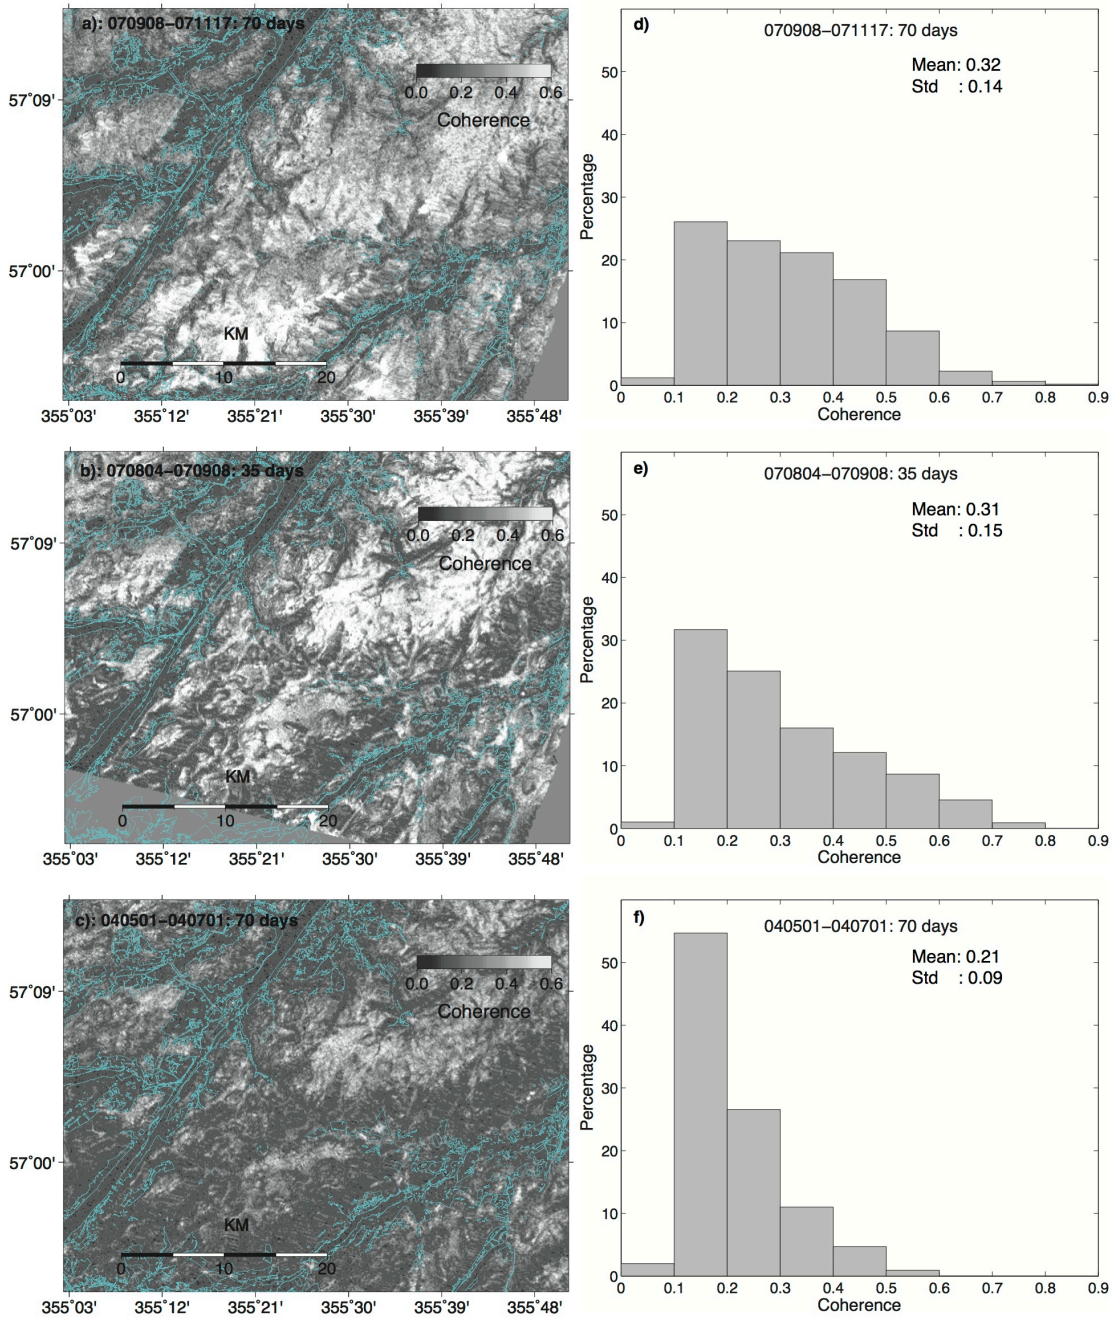 a): 070908–071117: 70 days
0.0 0.2 0.4 0.6
Coherence
57°09'
57°00'
KM
0 10 20
355°03' 355°12' 355°21' 355°30' 355°39' 355°48'
d)
070908–071117: 70 days
Mean: 0.32
Std : 0.14
Percentage
50
40
30
20
10
0
0 0.1 0.2 0.3 0.4 0.5 0.6 0.7 0.8 0.9
Coherence
b): 070804–070908: 35 days
0.0 0.2 0.4 0.6
Coherence
57°09'
57°00'
KM
0 10 20
355°03' 355°12' 355°21' 355°30' 355°39' 355°48'
e)
070804–070908: 35 days
Mean: 0.31
Std : 0.15
Percentage
50
40
30
20
10
0
0 0.1 0.2 0.3 0.4 0.5 0.6 0.7 0.8 0.9
Coherence
c): 040501–040701: 70 days
0.0 0.2 0.4 0.6
Coherence
57°09'
57°00'
KM
0 10 20
355°03' 355°12' 355°21' 355°30' 355°39' 355°48'
f)
040501–040701: 70 days
Mean: 0.21
Std : 0.09
Percentage
50
40
30
20
10
0
0 0.1 0.2 0.3 0.4 0.5 0.6 0.7 0.8 0.9
Coherence